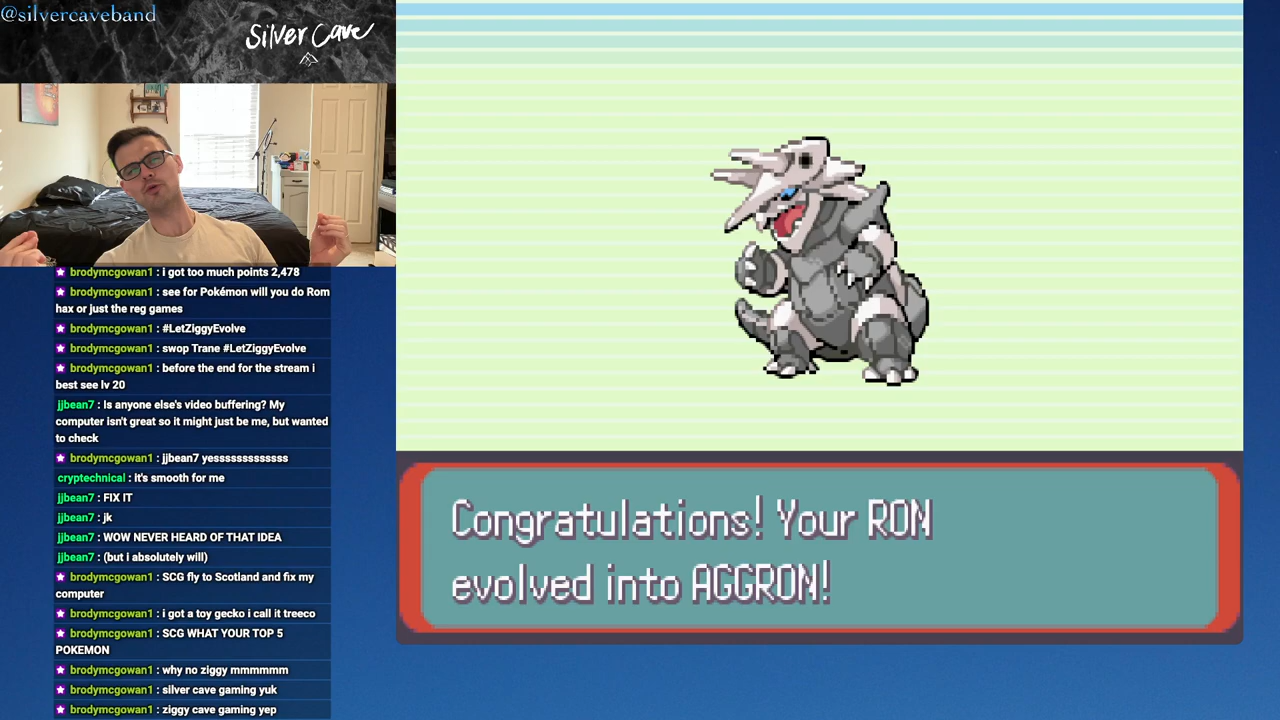 @silvercaveband
Silver Cave
brodymcgowan1 : i got too much points 2,478
brodymcgowan1 : see for Pokémon will you do Rom
hax or just the reg games
brodymcgowan1 : #LetZiggyEvolve
brodymcgowan1 : swop Trane #LetZiggyEvolve
brodymcgowan1 : before the end for the stream i
best see lv 20
jjbean7 : Is anyone else's video buffering? My
computer isn't great so it might just be me, but wanted
to check
brodymcgowan1 : jjbean7 yesssssssssssss
cryptechnical : it's smooth for me
jjbean7 : FIX IT
jjbean7 : jk
jjbean7 : WOW NEVER HEARD OF THAT IDEA
jjbean7 : (but i absolutely will)
brodymcgowan1 : SCG fly to Scotland and fix my
computer
brodymcgowan1 : i got a toy gecko i call it treeco
brodymcgowan1 : SCG WHAT YOUR TOP 5
POKEMON
brodymcgowan1 : why no ziggy mmmmmm
brodymcgowan1 : silver cave gaming yuk
brodymcgowan1 : ziggy cave gaming yep
Congratulations! Your RON
evolved into AGGRON!